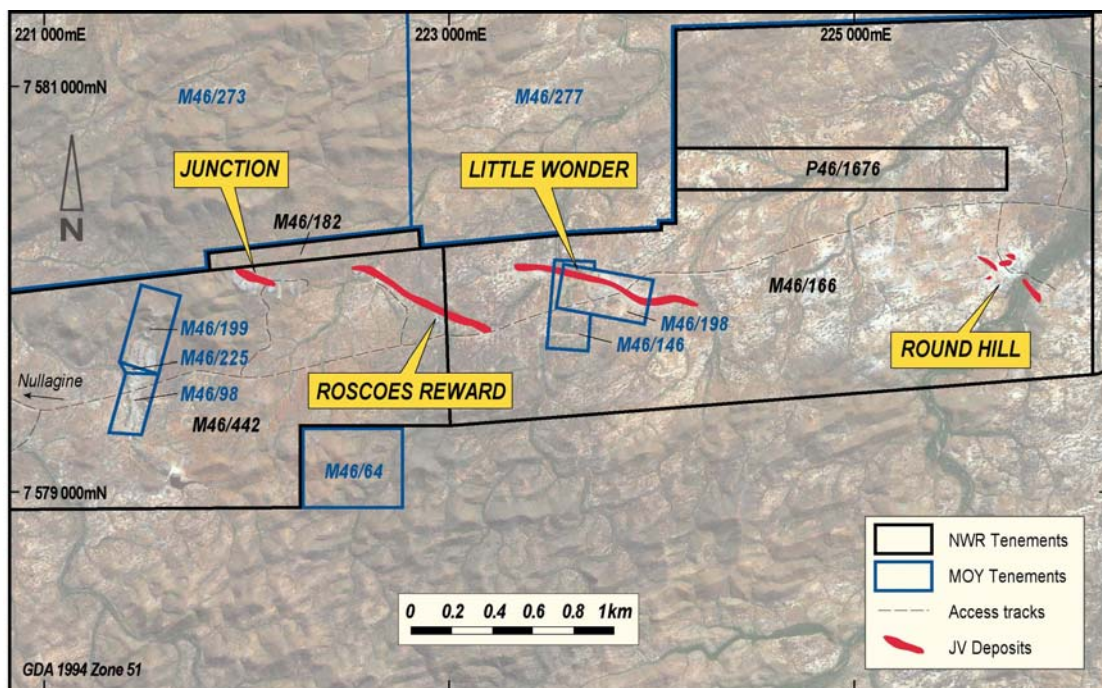 221 000mE
223 000mE
225 000mE
7 581 000mN
M46/273
M46/277
JUNCTION
LITTLE WONDER
P46/1676
N
M46/182
M46/166
M46/199
M46/198
M46/225
M46/146
ROUND HILL
Nullagine
M46/98
ROSCOES REWARD
M46/442
M46/64
7 579 000mN
NWR Tenements
MOY Tenements
0 0.2 0.4 0.6 0.8 1km
Access tracks
JV Deposits
GDA 1994 Zone 51